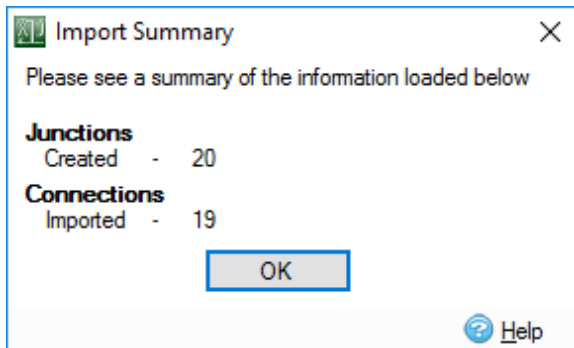 Import Summary
Please see a summary of the information loaded below
Junctions
Created - 20
Connections
Imported - 19
OK
Help